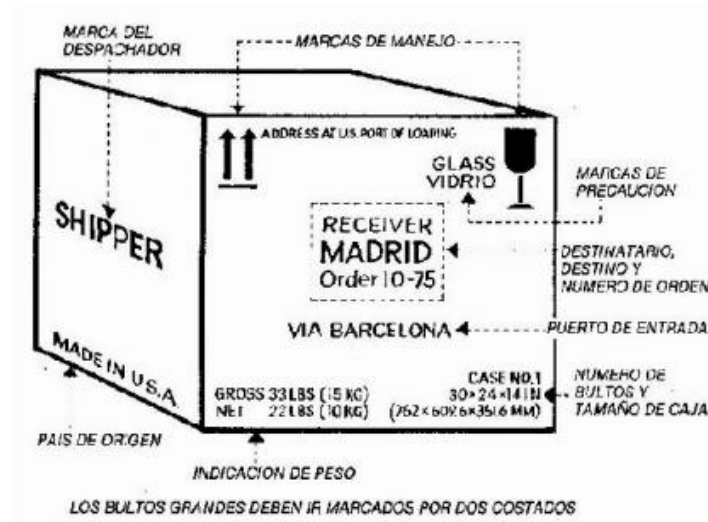 MARCA DEL
DESPACHADOR
MARCAS DE MANEJO
ADDRESS AT U.S. PORT OF LOADING
GLASS
VIDRIO
MARCAS DE
PRECAUCION
SHIPPER
RECEIVER
MADRID
Order 10-75
DESTINATARIO,
DESTINO Y
NUMERO DE ORDEN
VIA BARCELONA
PUERTO DE ENTRADA
MADE IN U.S.A.
CASE NO.1
GROSS 33 LBS (15 KG) 30×24×14 IN
NET 22 LBS (10 KG) (762×609.6×351.6 MM)
NUMERO DE
BULTOS Y
TAMAÑO DE CAJA
PAIS DE ORIGEN
INDICACION DE PESO
LOS BULTOS GRANDES DEBEN IR MARCADOS POR DOS COSTADOS